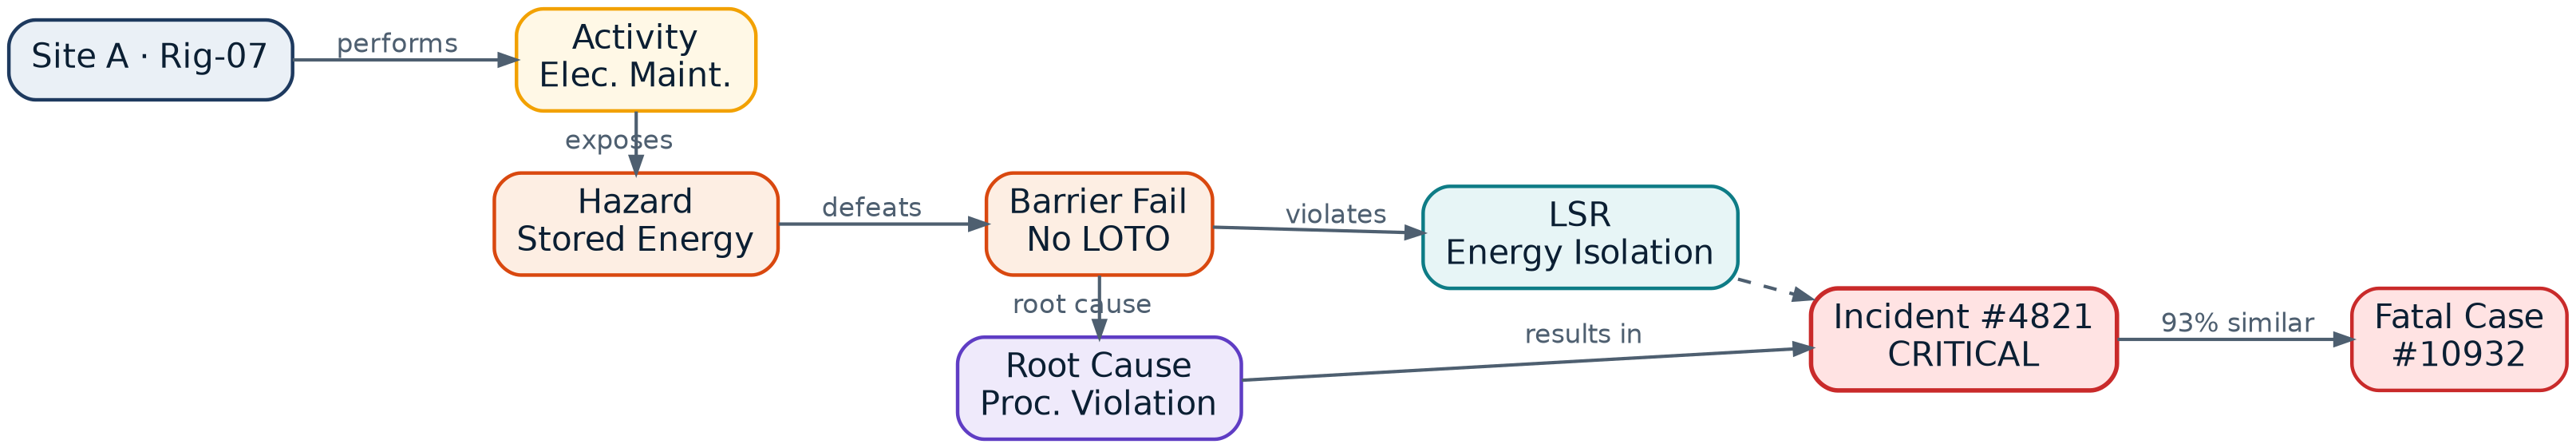 Site A · Rig-07
performs
Activity
Elec. Maint.
exposes
Hazard
Stored Energy
defeats
Barrier Fail
No LOTO
violates
LSR
Energy Isolation
root cause
Root Cause
Proc. Violation
results in
Incident #4821
CRITICAL
93% similar
Fatal Case
#10932